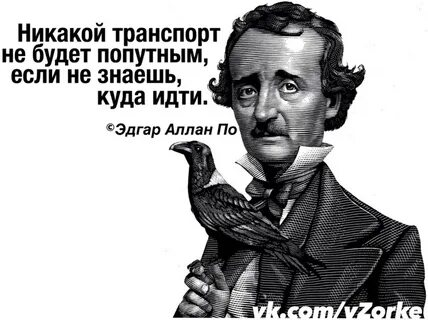 Никакой транспорт
не будет попутным,
если не знаешь,
куда идти.
©Эдгар Аллан По
vk.com/vZorke